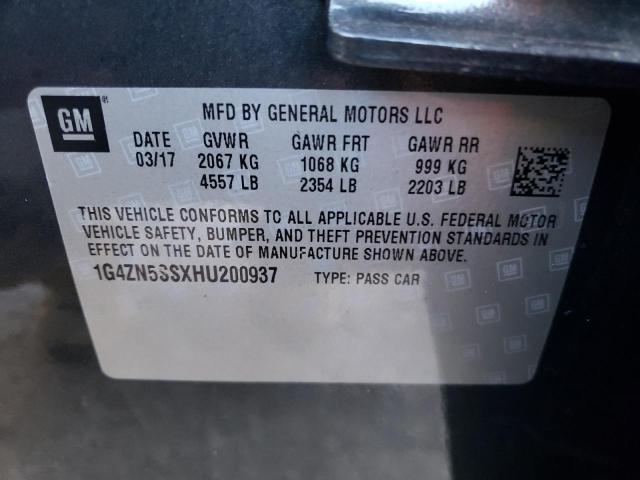 GM ®
MFD BY GENERAL MOTORS LLC
DATE GVWR GAWR FRT GAWR RR
03/17 2067 KG 1068 KG 999 KG
4557 LB 2354 LB 2203 LB
THIS VEHICLE CONFORMS TO ALL APPLICABLE U.S. FEDERAL MOTOR
VEHICLE SAFETY, BUMPER, AND THEFT PREVENTION STANDARDS IN
EFFECT ON THE DATE OF MANUFACTURE SHOWN ABOVE.
1G4ZN5SSXHU200937 TYPE: PASS CAR